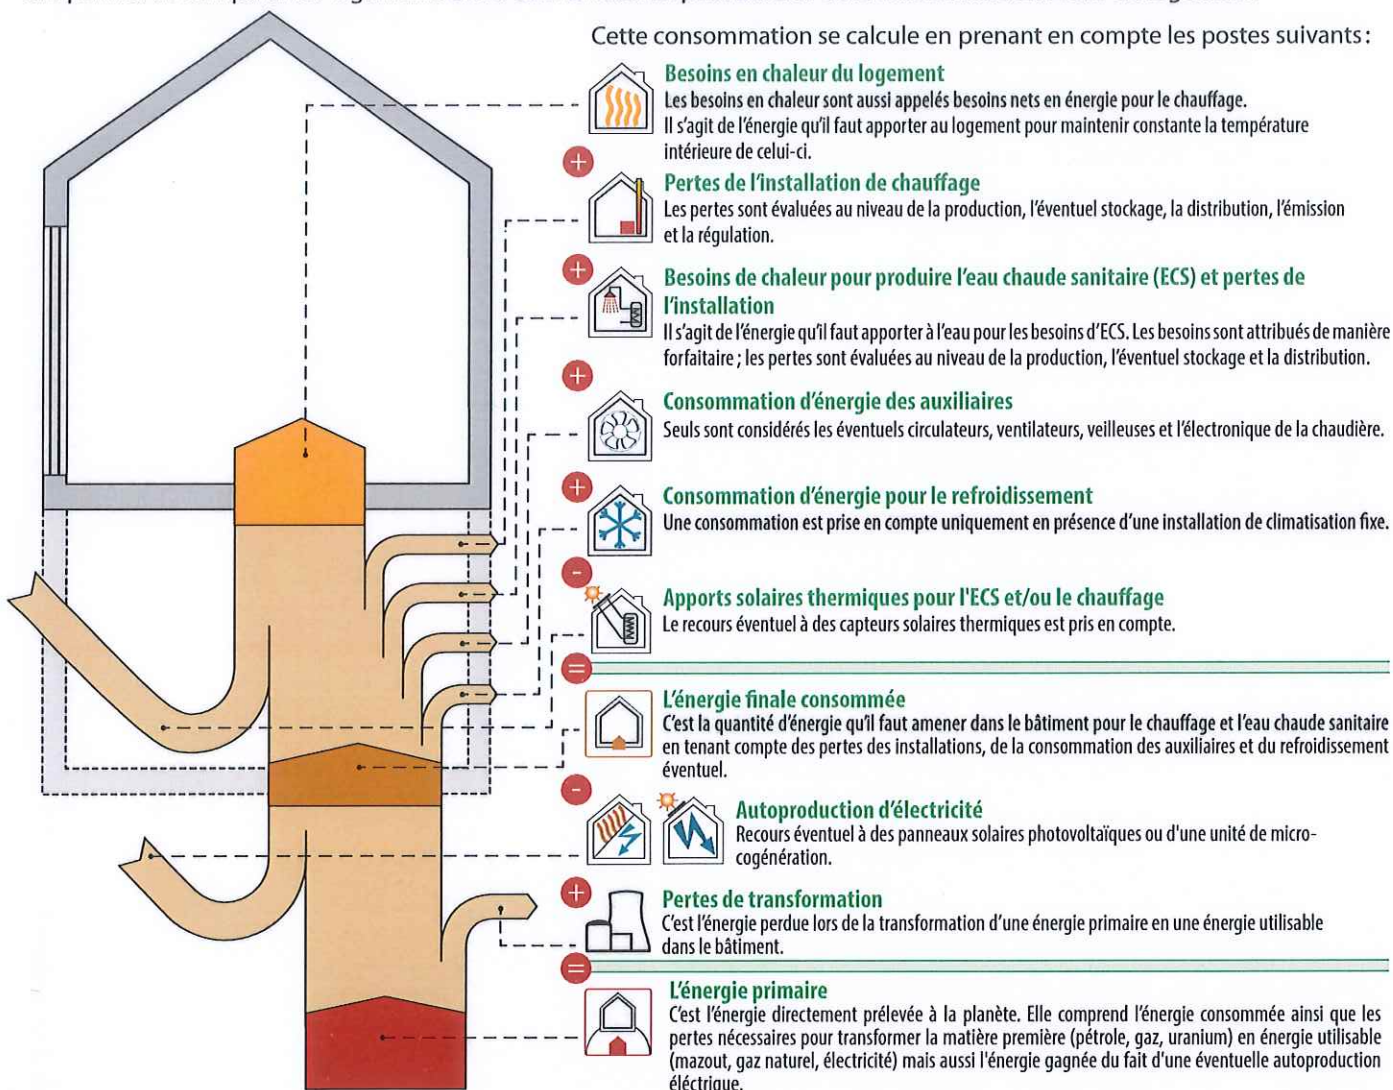 Cette consommation se calcule en prenant en compte les postes suivants :
Besoins en chaleur du logement
Les besoins en chaleur sont aussi appelés besoins nets en énergie pour le chauffage.
Il s'agit de l'énergie qu'il faut apporter au logement pour maintenir constante la température
intérieure de celui-ci.
+
Pertes de l'installation de chauffage
Les pertes sont évaluées au niveau de la production, l'éventuel stockage, la distribution, l'émission
et la régulation.
+
Besoins de chaleur pour produire l'eau chaude sanitaire (ECS) et pertes de
l'installation
Il s'agit de l'énergie qu'il faut apporter à l'eau pour les besoins d'ECS. Les besoins sont attribués de manière
forfaitaire ; les pertes sont évaluées au niveau de la production, l'éventuel stockage et la distribution.
+
Consommation d'énergie des auxiliaires
Seuls sont considérés les éventuels circulateurs, ventilateurs, veilleuses et l'électronique de la chaudière.
+
Consommation d'énergie pour le refroidissement
Une consommation est prise en compte uniquement en présence d'une installation de climatisation fixe.
-
Apports solaires thermiques pour l'ECS et/ou le chauffage
Le recours éventuel à des capteurs solaires thermiques est pris en compte.
=
L'énergie finale consommée
C'est la quantité d'énergie qu'il faut amener dans le bâtiment pour le chauffage et l'eau chaude sanitaire
en tenant compte des pertes des installations, de la consommation des auxiliaires et du refroidissement
éventuel.
-
Autoproduction d'électricité
Recours éventuel à des panneaux solaires photovoltaïques ou d'une unité de micro-
cogénération.
+
Pertes de transformation
C'est l'énergie perdue lors de la transformation d'une énergie primaire en une énergie utilisable
dans le bâtiment.
=
L'énergie primaire
C'est l'énergie directement prélevée à la planète. Elle comprend l'énergie consommée ainsi que les
pertes nécessaires pour transformer la matière première (pétrole, gaz, uranium) en énergie utilisable
(mazout, gaz naturel, électricité) mais aussi l'énergie gagnée du fait d'une éventuelle autoproduction
éléctrique.